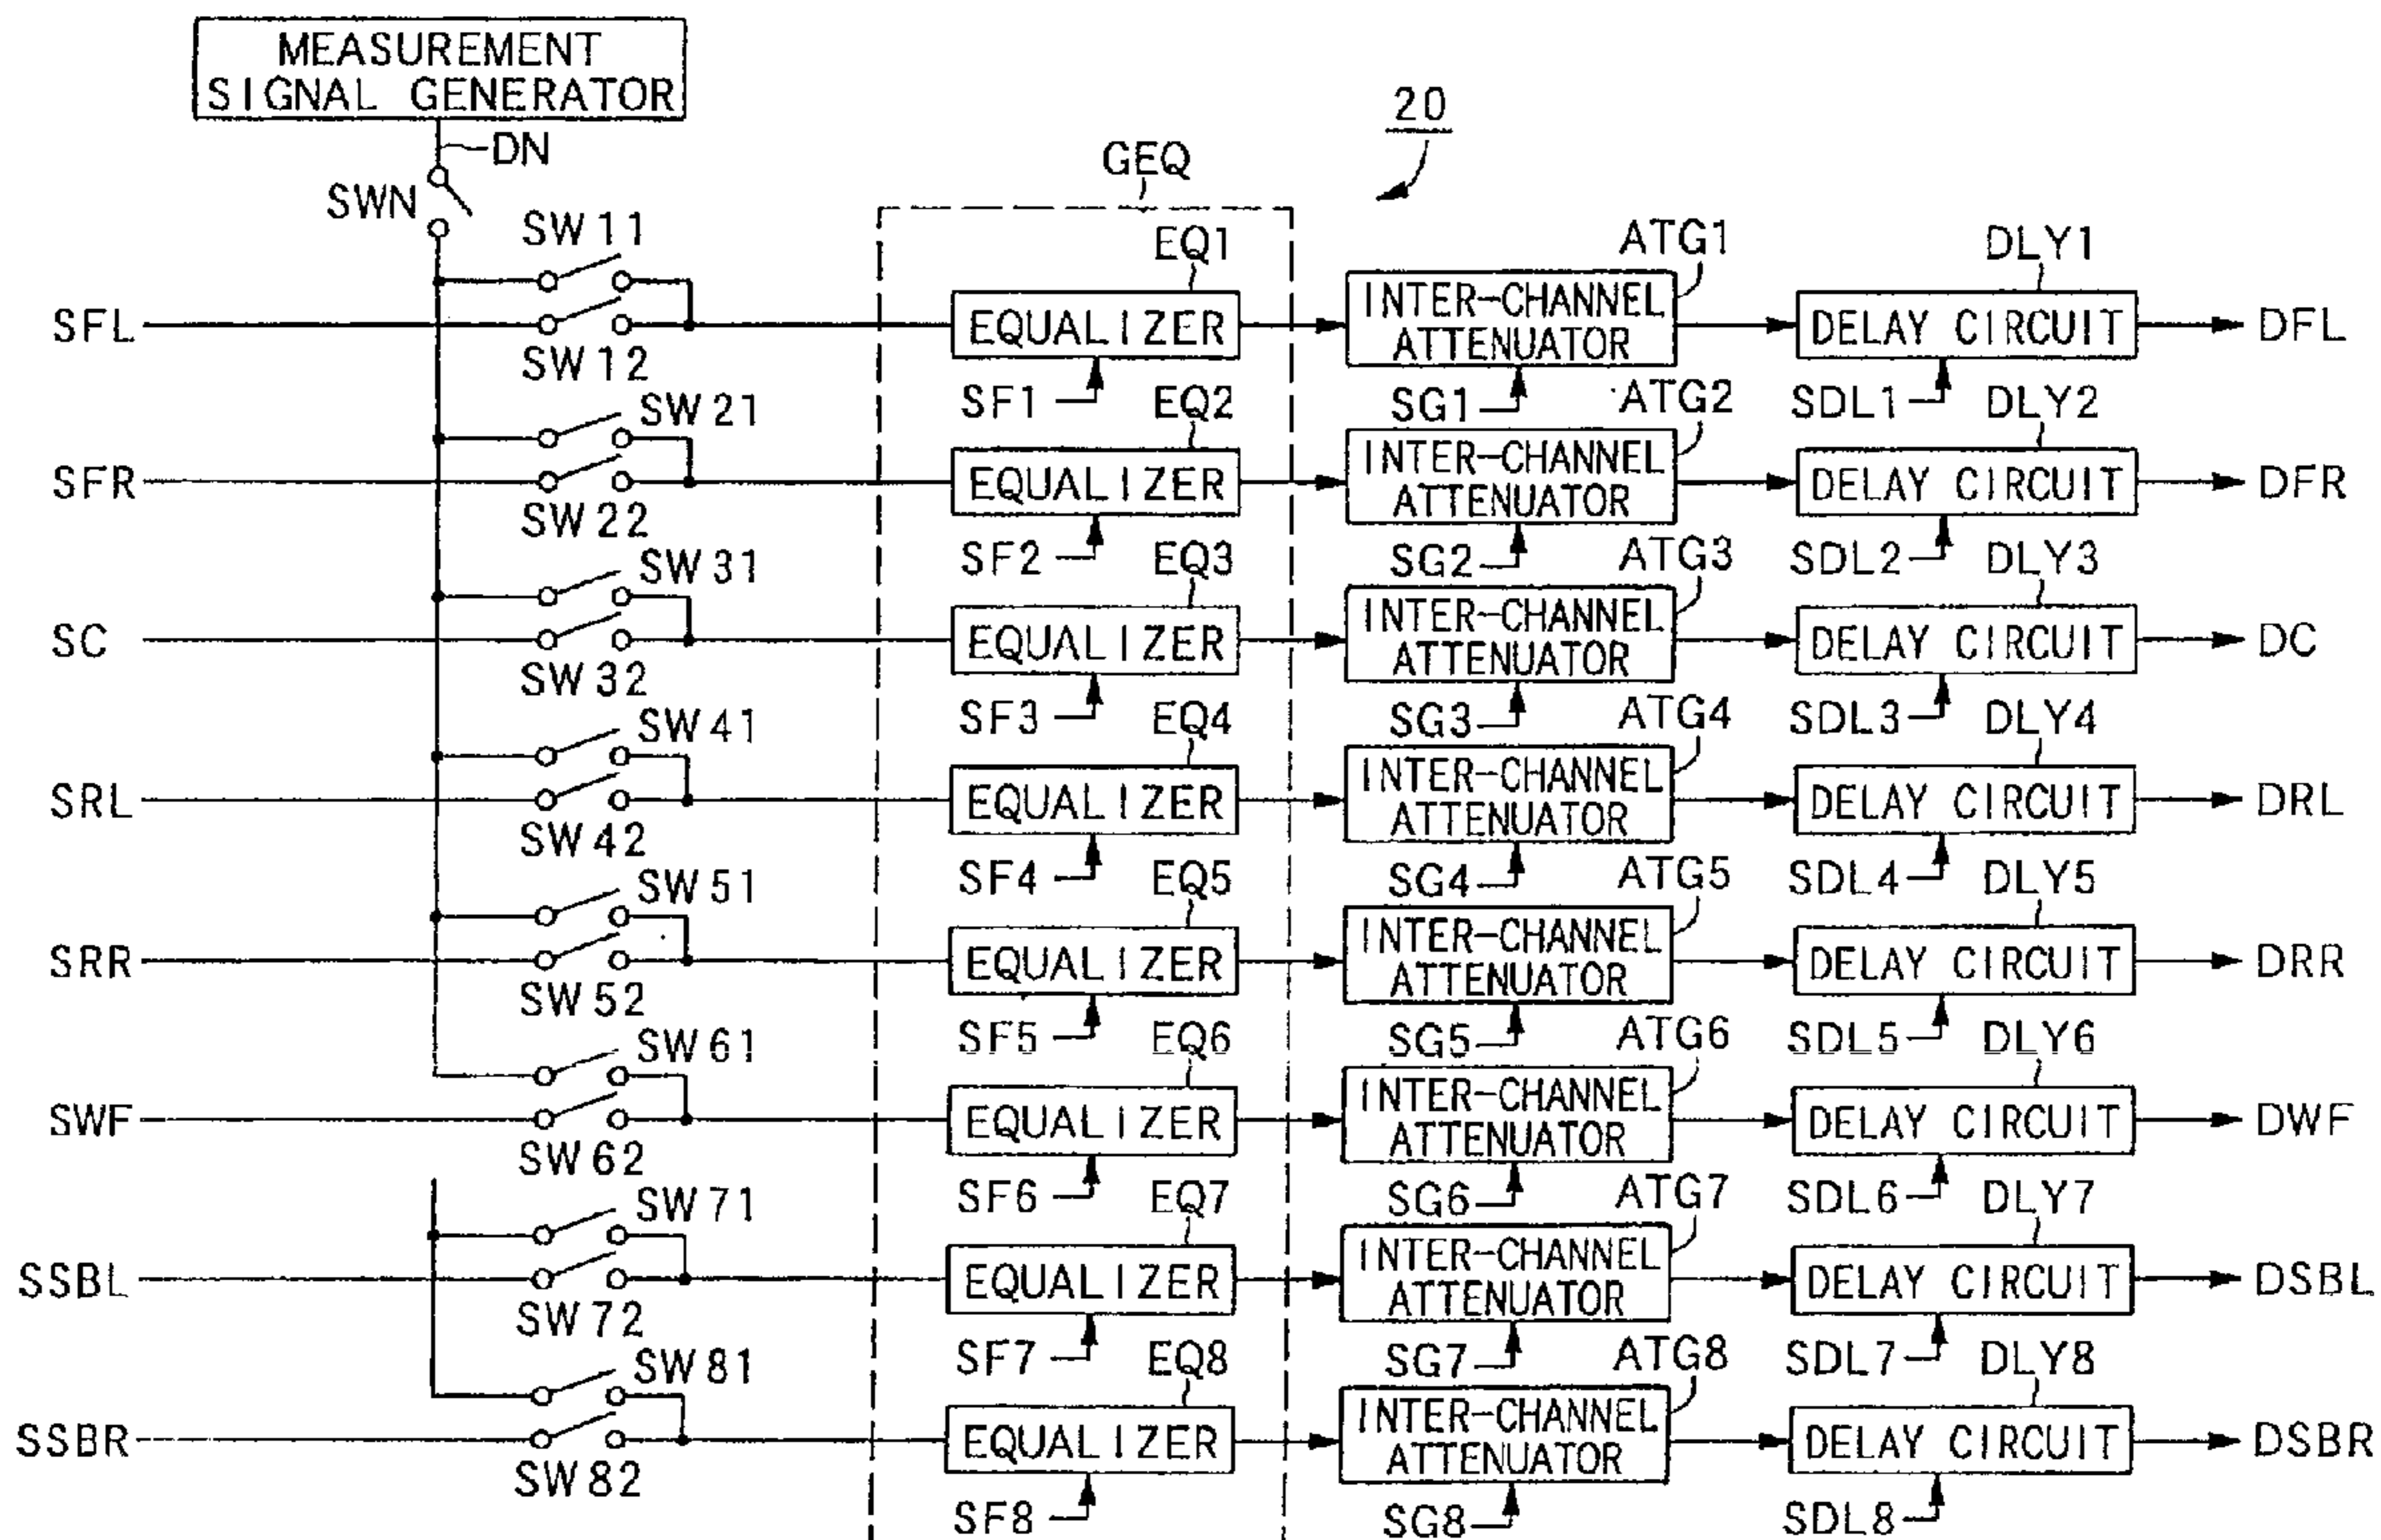 MEASUREMENT
SIGNAL GENERATOR
DN
SWN
20
GEQ
SW11
EQ1
ATG1
DLY1
SFL
EQUALIZER
INTER-CHANNEL
ATTENUATOR
DELAY CIRCUIT
DFL
SW12
SF1
SG1
SDL1
SW21
EQ2
ATG2
DLY2
SFR
EQUALIZER
INTER-CHANNEL
ATTENUATOR
DELAY CIRCUIT
DFR
SW22
SF2
SG2
SDL2
SW31
EQ3
ATG3
DLY3
SC
EQUALIZER
INTER-CHANNEL
ATTENUATOR
DELAY CIRCUIT
DC
SW32
SF3
SG3
SDL3
SW41
EQ4
ATG4
DLY4
SRL
EQUALIZER
INTER-CHANNEL
ATTENUATOR
DELAY CIRCUIT
DRL
SW42
SF4
SG4
SDL4
SW51
EQ5
ATG5
DLY5
SRR
EQUALIZER
INTER-CHANNEL
ATTENUATOR
DELAY CIRCUIT
DRR
SW52
SF5
SG5
SDL5
SW61
EQ6
ATG6
DLY6
SWF
EQUALIZER
INTER-CHANNEL
ATTENUATOR
DELAY CIRCUIT
DWF
SW62
SF6
SG6
SDL6
SW71
EQ7
ATG7
DLY7
SSBL
EQUALIZER
INTER-CHANNEL
ATTENUATOR
DELAY CIRCUIT
DSBL
SW72
SF7
SG7
SDL7
SW81
EQ8
ATG8
DLY8
SSBR
EQUALIZER
INTER-CHANNEL
ATTENUATOR
DELAY CIRCUIT
DSBR
SW82
SF8
SG8
SDL8